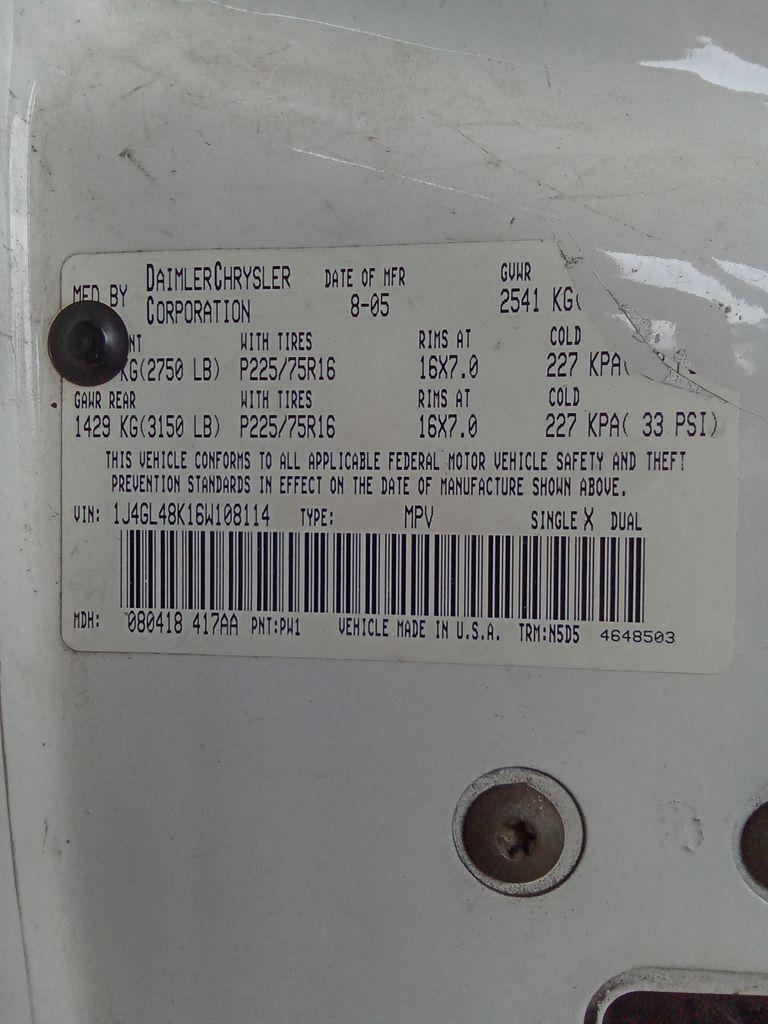 MFD BY DAIMLERCHRYSLER CORPORATION DATE OF MFR 8-05 GVWR 2541 KG(
NT WITH TIRES RIMS AT COLD
KG(2750 LB) P225/75R16 16X7.0 227 KPA(
GAWR REAR WITH TIRES RIMS AT COLD
1429 KG(3150 LB) P225/75R16 16X7.0 227 KPA( 33 PSI)
THIS VEHICLE CONFORMS TO ALL APPLICABLE FEDERAL MOTOR VEHICLE SAFETY AND THEFT
PREVENTION STANDARDS IN EFFECT ON THE DATE OF MANUFACTURE SHOWN ABOVE.
VIN: 1J4GL48K16W108114 TYPE: MPV SINGLE X DUAL
MDH: 080418 417AA PNT:PW1 VEHICLE MADE IN U.S.A. TRM:N5D5 4648503